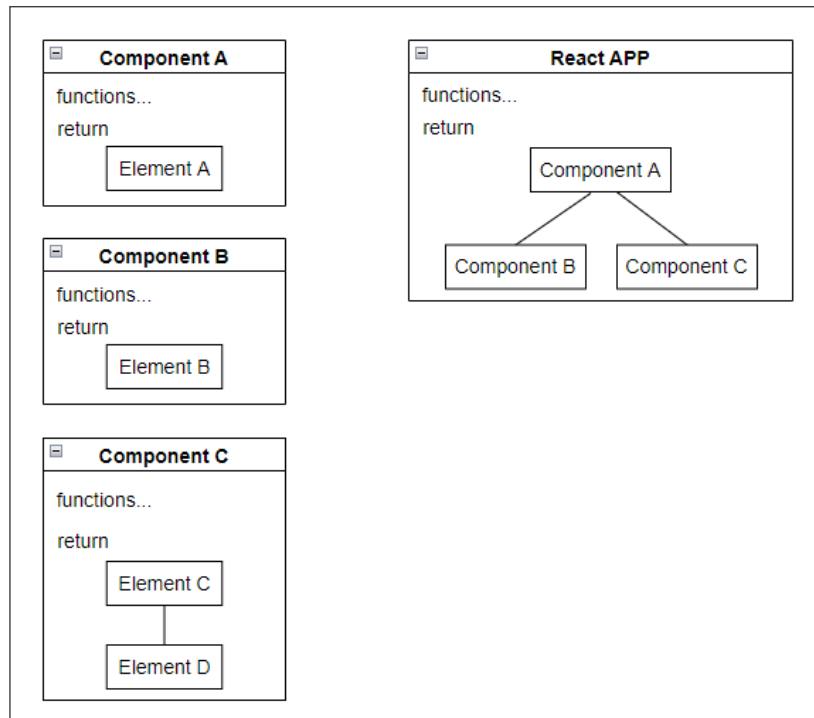 Component A
functions...
return
Element A
Component B
functions...
return
Element B
Component C
functions...
return
Element C
Element D
React APP
functions...
return
Component A
Component B
Component C